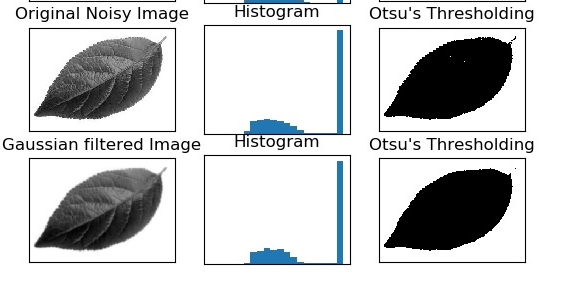 Original Noisy Image
Histogram
Otsu's Thresholding
Gaussian filtered Image
Histogram
Otsu's Thresholding